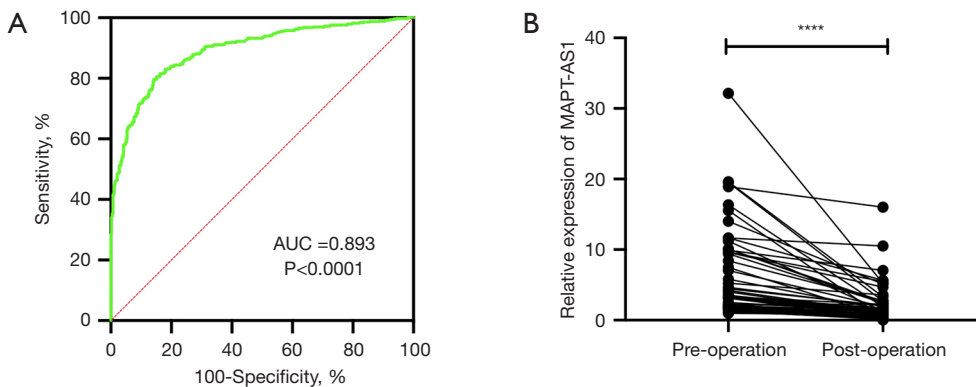 A
100
80
60
40
20
0
Sensitivity, %
AUC =0.893
P<0.0001
0 20 40 60 80 100
100-Specificity, %
B
****
40
30
20
10
0
Relative expression of MAPT-AS1
Pre-operation Post-operation